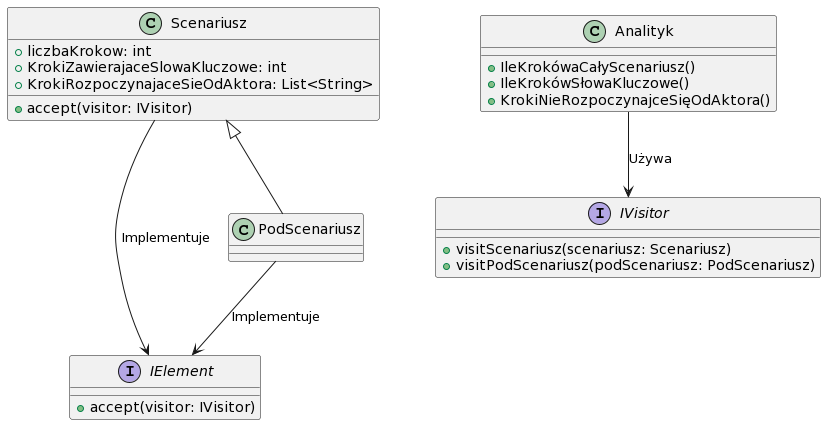 C Scenariusz
liczbaKrokow: int
KrokiZawierajaceSlowaKluczowe: int
KrokiRozpoczynajaceSieOdAktora: List<String>
accept(visitor: IVisitor)
C Analityk
IleKrokówaCałyScenariusz()
IleKrokówSłowaKluczowe()
KrokiNieRozpoczynajceSięOdAktora()
Używa
I IVisitor
visitScenariusz(scenariusz: Scenariusz)
visitPodScenariusz(podScenariusz: PodScenariusz)
C PodScenariusz
Implementuje
Implementuje
I IElement
accept(visitor: IVisitor)